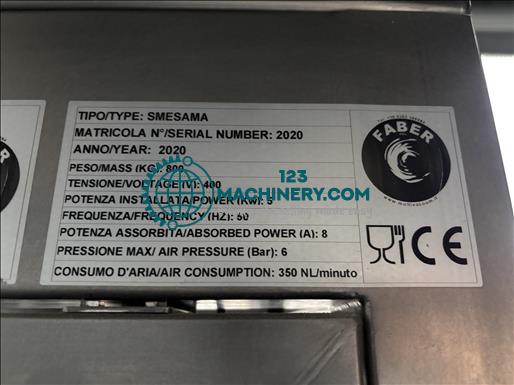 TIPO/TYPE: SMESAMA
MATRICOLA N°/SERIAL NUMBER: 2020
ANNO/YEAR: 2020
PESO/MASS (KG): 800
TENSIONE/VOLTAGE(V): 400
POTENZA INSTALLATA/POWER (KW): 5
FREQUENZA/FREQUENCY (HZ): 50
POTENZA ASSORBITA/ABSORBED POWER (A): 8
PRESSIONE MAX/ AIR PRESSURE (Bar): 6
CONSUMO D'ARIA/AIR CONSUMPTION: 350 NL/minuto
FABER
CE
123
MACHINERY.COM